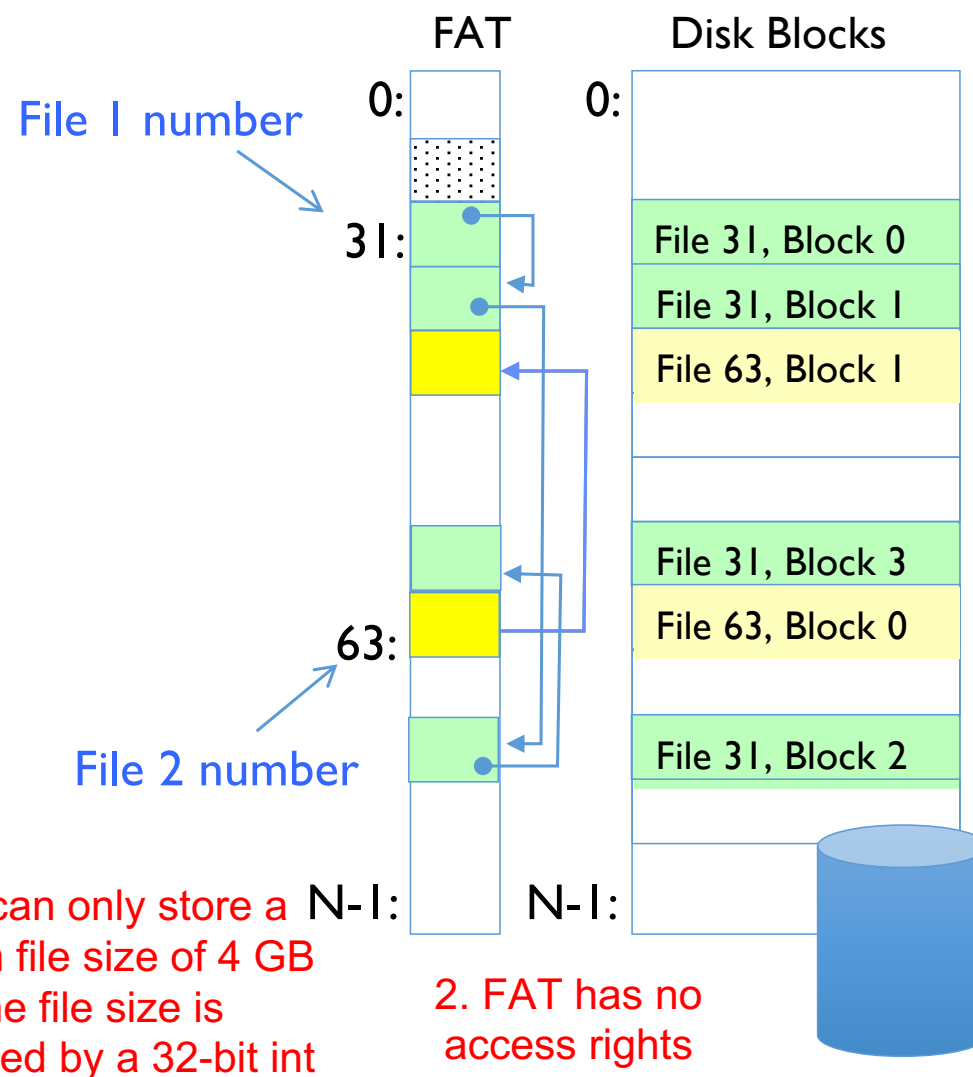 FAT
Disk Blocks
0:
0:
File 1 number
31:
File 31, Block 0
File 31, Block 1
File 63, Block 1
File 31, Block 3
63:
File 63, Block 0
File 2 number
File 31, Block 2
N-1:
N-1:
can only store a
file size of 4 GB
file size is
by a 32-bit int
2. FAT has no
access rights